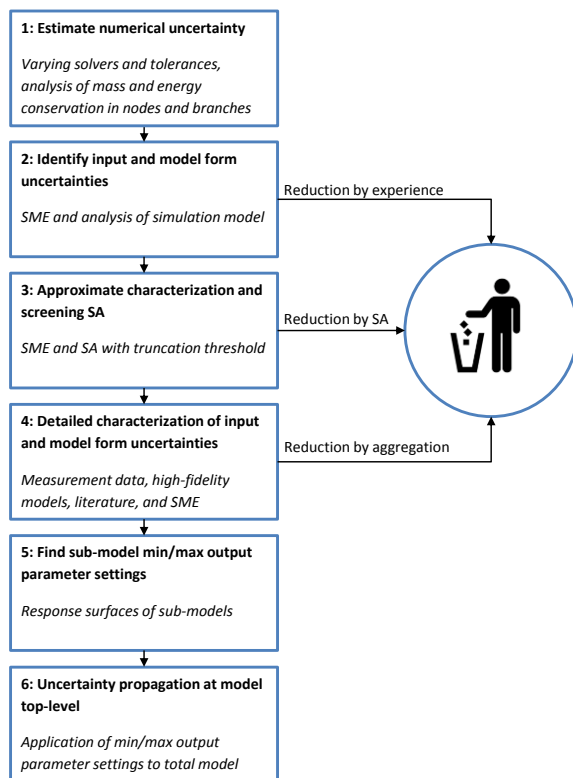 1: Estimate numerical uncertainty
Varying solvers and tolerances,
analysis of mass and energy
conservation in nodes and branches
2: Identify input and model form
uncertainties
SME and analysis of simulation model
Reduction by experience
3: Approximate characterization and
screening SA
SME and SA with truncation threshold
Reduction by SA
4: Detailed characterization of input
and model form uncertainties
Measurement data, high-fidelity
models, literature, and SME
Reduction by aggregation
5: Find sub-model min/max output
parameter settings
Response surfaces of sub-models
6: Uncertainty propagation at model
top-level
Application of min/max output
parameter settings to total model